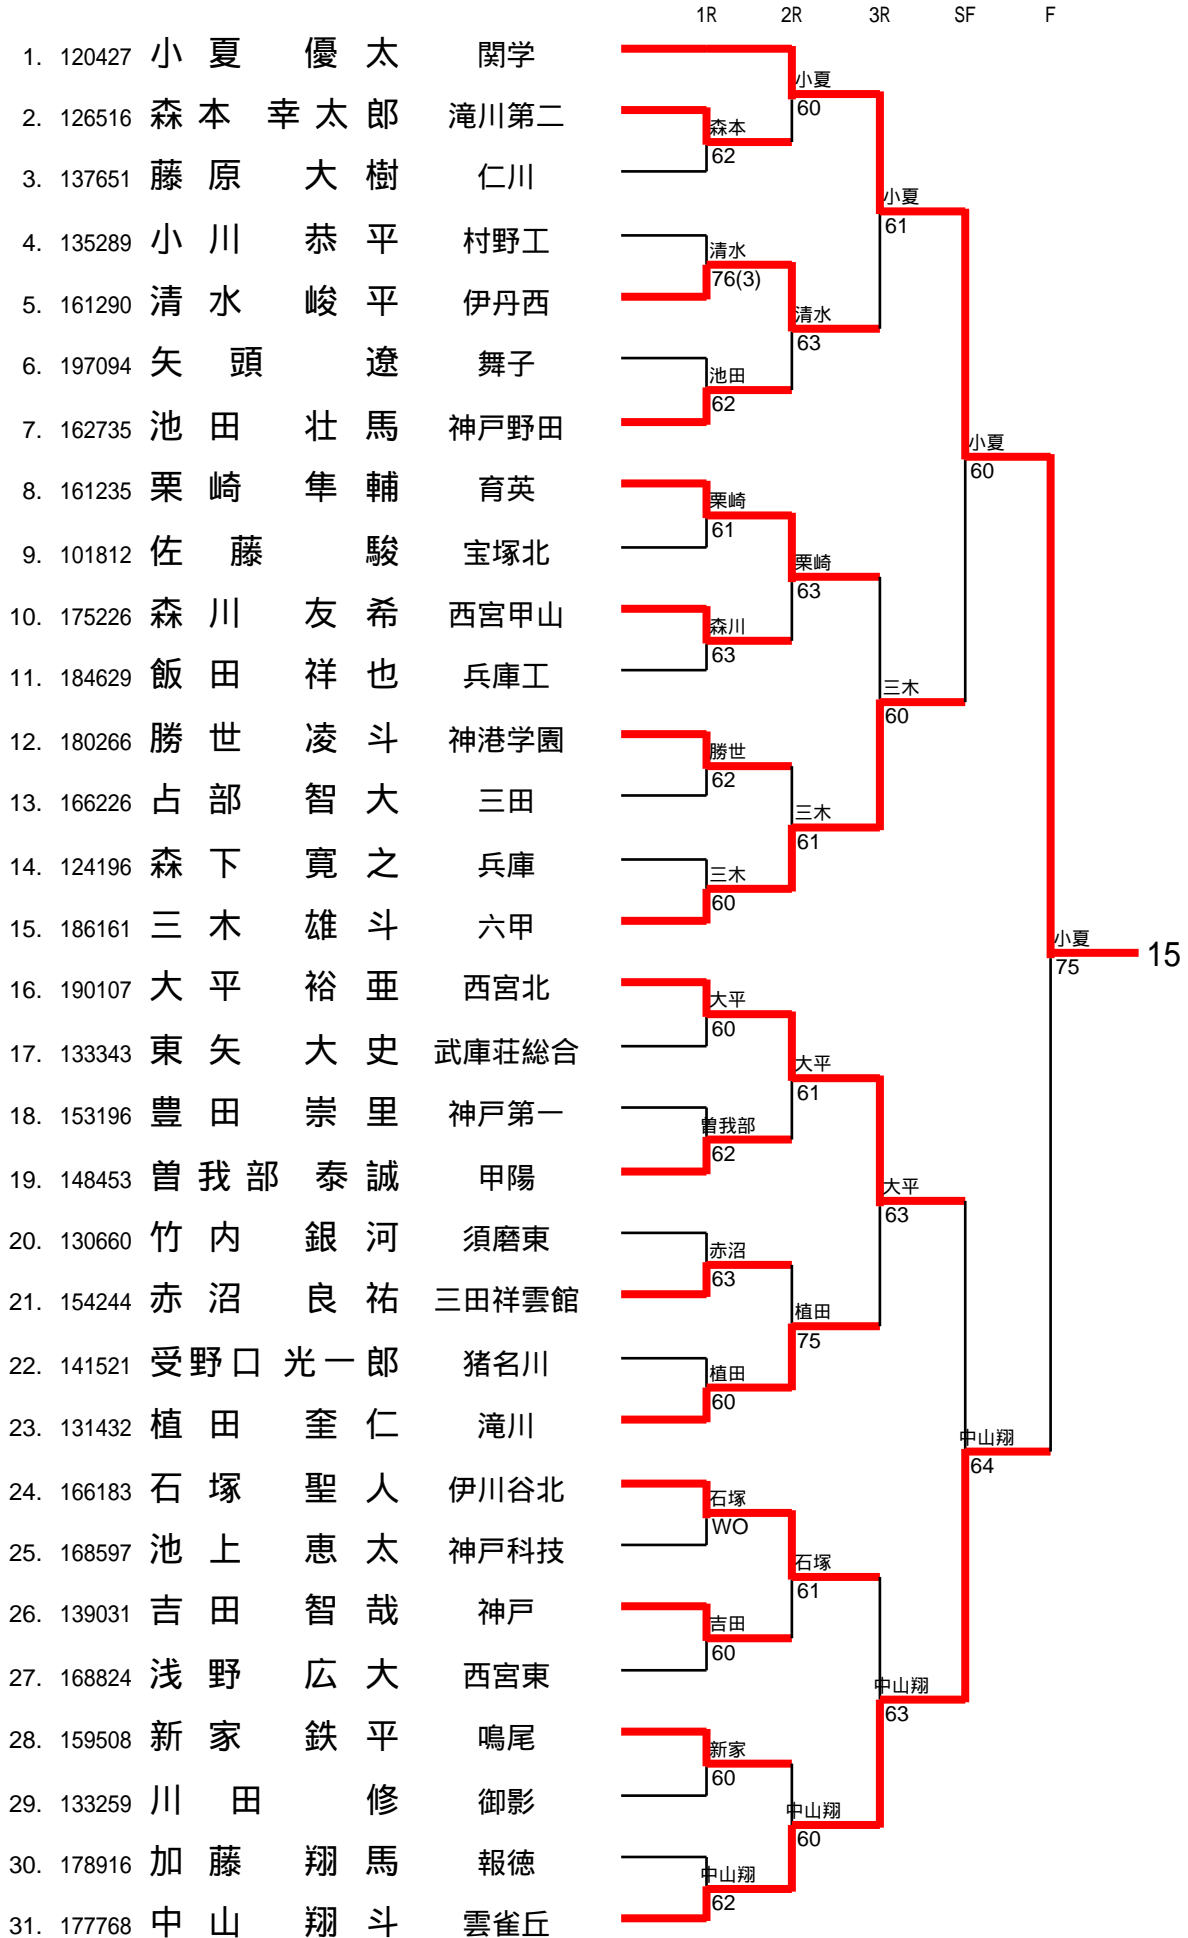 1R 2R 3R SF F
1. 120427 小夏 優太 関学
小夏
60
2. 126516 森本 幸太郎 滝川第二
森本
62
3. 137651 藤原 大樹 仁川
小夏
61
4. 135289 小川 恭平 村野工
清水
76(3)
5. 161290 清水 峻平 伊丹西
清水
63
6. 197094 矢頭 遼 舞子
池田
62
7. 162735 池田 壮馬 神戸野田
小夏
60
8. 161235 栗崎 隼輔 育英
栗崎
61
9. 101812 佐藤 駿 宝塚北
栗崎
63
10. 175226 森川 友希 西宮甲山
森川
63
11. 184629 飯田 祥也 兵庫工
三木
60
12. 180266 勝世 凌斗 神港学園
勝世
62
13. 166226 占部 智大 三田
三木
61
14. 124196 森下 寛之 兵庫
三木
60
15. 186161 三木 雄斗 六甲
小夏
75
15
16. 190107 大平 裕亜 西宮北
大平
60
17. 133343 東矢 大史 武庫荘総合
大平
61
18. 153196 豊田 崇里 神戸第一
曽我部
62
19. 148453 曽我部 泰誠 甲陽
大平
63
20. 130660 竹内 銀河 須磨東
赤沼
63
21. 154244 赤沼 良祐 三田祥雲館
植田
75
22. 141521 受野口 光一郎 猪名川
植田
60
23. 131432 植田 奎仁 滝川
中山翔
64
24. 166183 石塚 聖人 伊川谷北
石塚
WO
25. 168597 池上 恵太 神戸科技
石塚
61
26. 139031 吉田 智哉 神戸
吉田
60
27. 168824 浅野 広大 西宮東
中山翔
63
28. 159508 新家 鉄平 鳴尾
新家
60
29. 133259 川田 修 御影
中山翔
60
30. 178916 加藤 翔馬 報徳
中山翔
62
31. 177768 中山 翔斗 雲雀丘